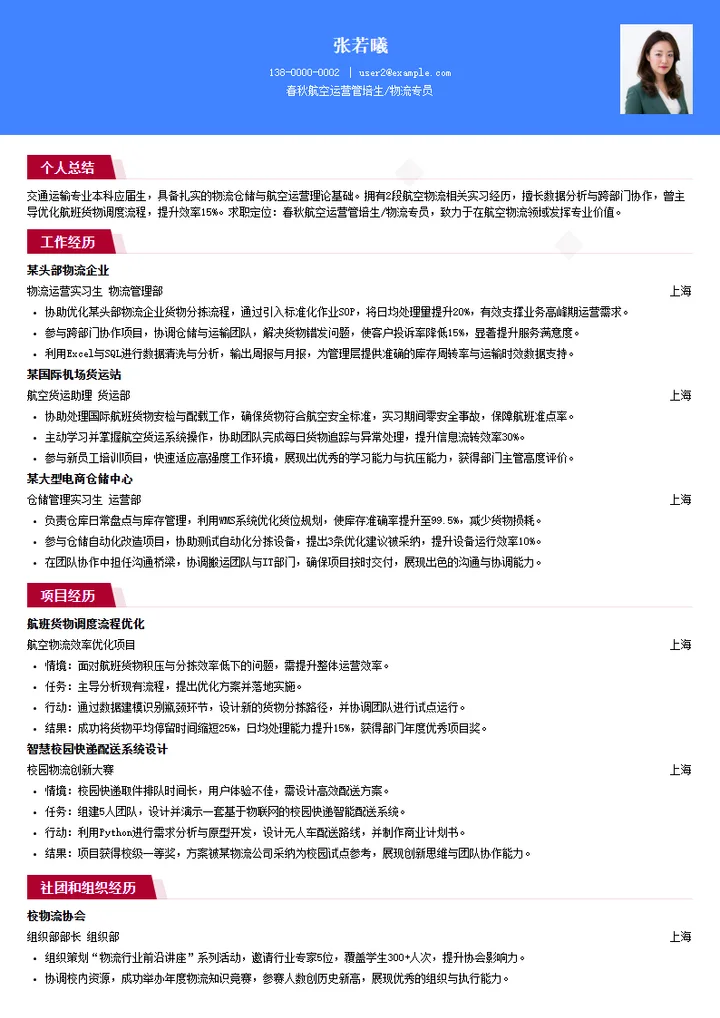 张若曦
138-0000-0002 | user2@example.com
春秋航空运营管培生/物流专员
个人总结
交通运输专业本科应届生，具备扎实的物流仓储与航空运营理论基础。拥有2段航空物流相关实习经历，擅长数据分析与跨部门协作，曾主
导优化航班货物调度流程，提升效率15%。求职定位：春秋航空运营管培生/物流专员，致力于在航空物流领域发挥专业价值。
工作经历
某头部物流企业
物流运营实习生 物流管理部 上海
• 协助优化某头部物流企业货物分拣流程，通过引入标准化作业SOP，将日均处理量提升20%，有效支撑业务高峰期运营需求。
• 参与跨部门协作项目，协调仓储与运输团队，解决货物错发问题，使客户投诉率降低15%，显著提升服务满意度。
• 利用Excel与SQL进行数据清洗与分析，输出周报与月报，为管理层提供准确的库存周转率与运输时效数据支持。
某国际机场货运站
航空货运助理 货运部 上海
• 协助处理国际航班货物安检与配载工作，确保货物符合航空安全标准，实习期间零安全事故，保障航班准点率。
• 主动学习并掌握航空货运系统操作，协助团队完成每日货物追踪与异常处理，提升信息流转效率30%。
• 参与新员工培训项目，快速适应高强度工作环境，展现出优秀的学习能力与抗压能力，获得部门主管高度评价。
某大型电商仓储中心
仓储管理实习生 运营部 上海
• 负责仓库日常盘点与库存管理，利用WMS系统优化货位规划，使库存准确率提升至99.5%，减少货物损耗。
• 参与仓储自动化改造项目，协助测试自动化分拣设备，提出3条优化建议被采纳，提升设备运行效率10%。
• 在团队协作中担任沟通桥梁，协调搬运团队与IT部门，确保项目按时交付，展现出色的沟通与协调能力。
项目经历
航班货物调度流程优化
航空物流效率优化项目 上海
• 情境：面对航班货物积压与分拣效率低下的问题，需提升整体运营效率。
• 任务：主导分析现有流程，提出优化方案并落地实施。
• 行动：通过数据建模识别瓶颈环节，设计新的货物分拣路径，并协调团队进行试点运行。
• 结果：成功将货物平均停留时间缩短25%，日均处理能力提升15%，获得部门年度优秀项目奖。
智慧校园快递配送系统设计
校园物流创新大赛 上海
• 情境：校园快递取件排队时间长，用户体验不佳，需设计高效配送方案。
• 任务：组建5人团队，设计并演示一套基于物联网的校园快递智能配送系统。
• 行动：利用Python进行需求分析与原型开发，设计无人车配送路线，并制作商业计划书。
• 结果：项目获得校级一等奖，方案被某物流公司采纳为校园试点参考，展现创新思维与团队协作能力。
社团和组织经历
校物流协会
组织部部长 组织部 上海
• 组织策划“物流行业前沿讲座”系列活动，邀请行业专家5位，覆盖学生300+人次，提升协会影响力。
• 协调校内资源，成功举办年度物流知识竞赛，参赛人数创历史新高，展现优秀的组织与执行能力。